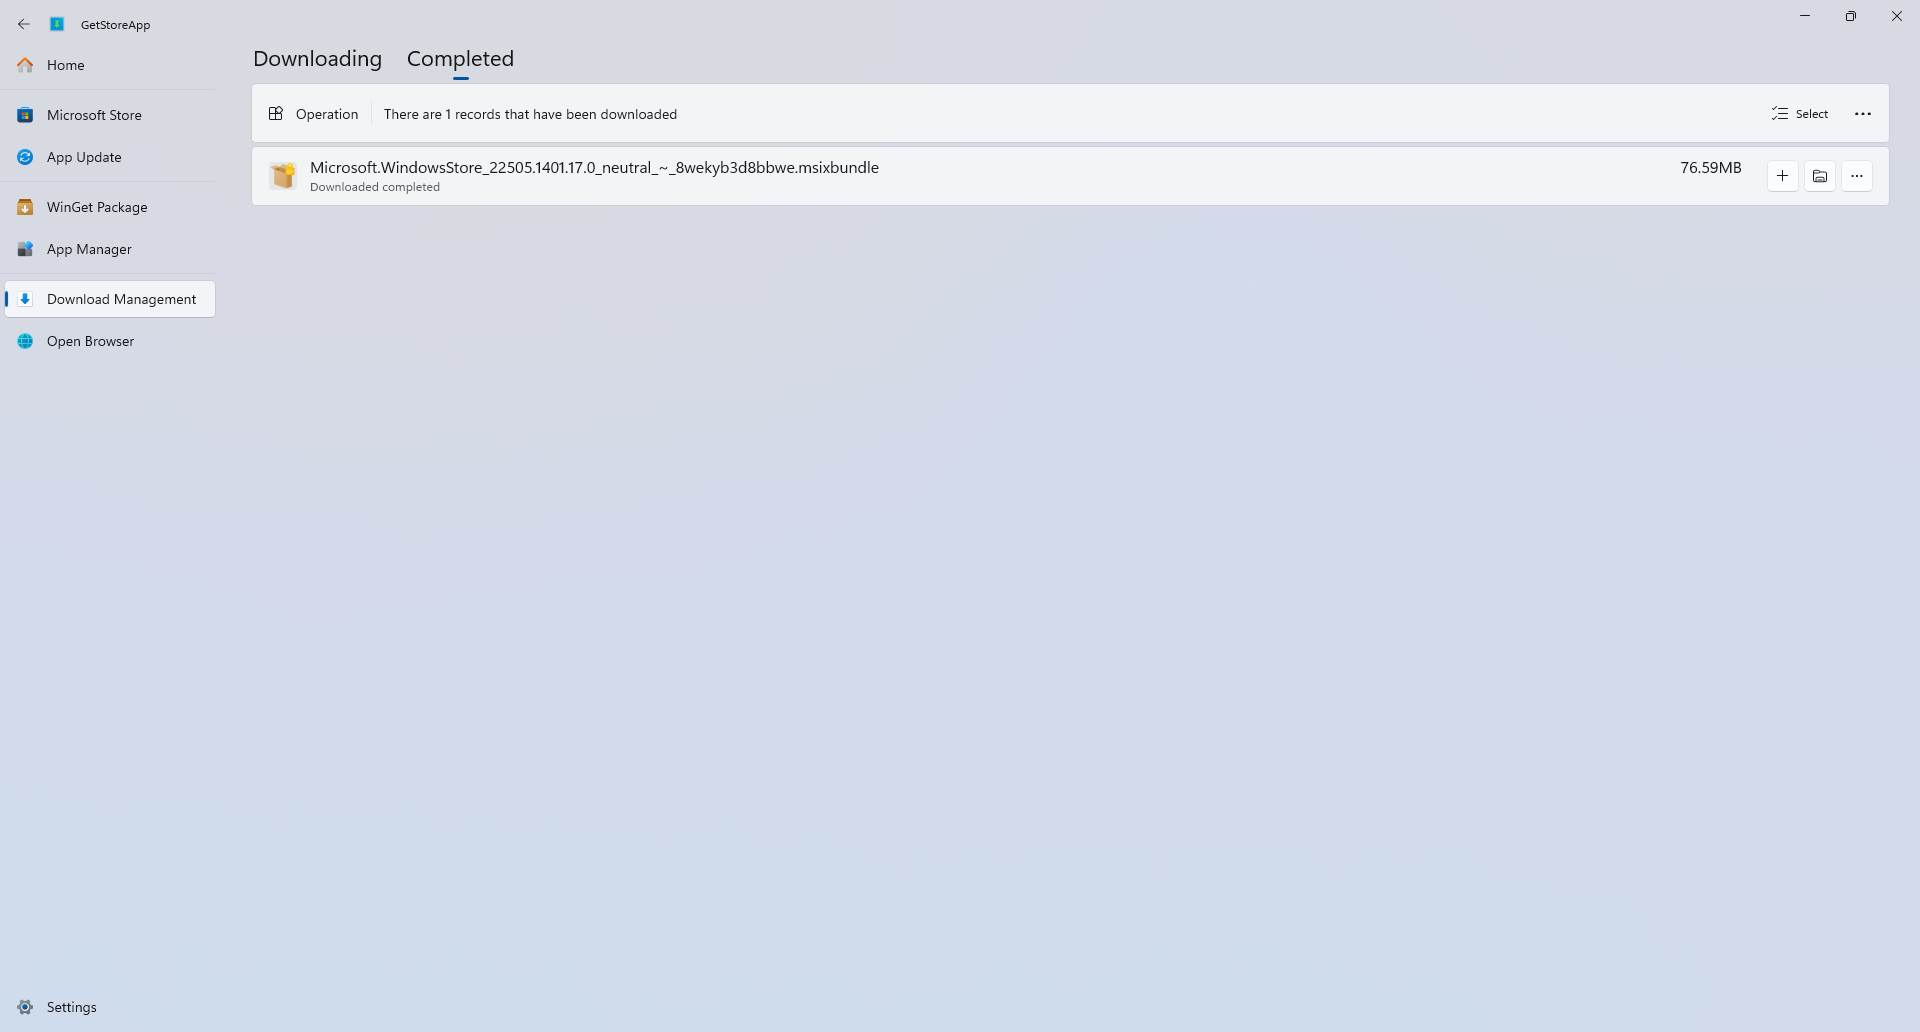 GetStoreApp
Home
Microsoft Store
App Update
WinGet Package
App Manager
Download Management
Open Browser
Settings
Downloading Completed
Operation There are 1 records that have been downloaded Select
Microsoft.WindowsStore_22505.1401.17.0_neutral_~_8wekyb3d8bbwe.msixbundle 76.59MB
Downloaded completed